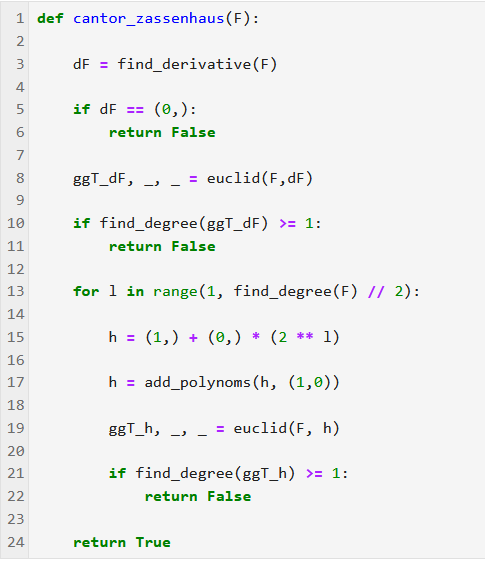 1 def cantor_zassenhaus(F):
2
3     dF = find_derivative(F)
4
5     if dF == (0,):
6         return False
7
8     ggT_dF, _, _ = euclid(F,dF)
9
10     if find_degree(ggT_dF) >= 1:
11         return False
12
13     for l in range(1, find_degree(F) // 2):
14
15         h = (1,) + (0,) * (2 ** l)
16
17         h = add_polynoms(h, (1,0))
18
19         ggT_h, _, _ = euclid(F, h)
20
21         if find_degree(ggT_h) >= 1:
22             return False
23
24     return True